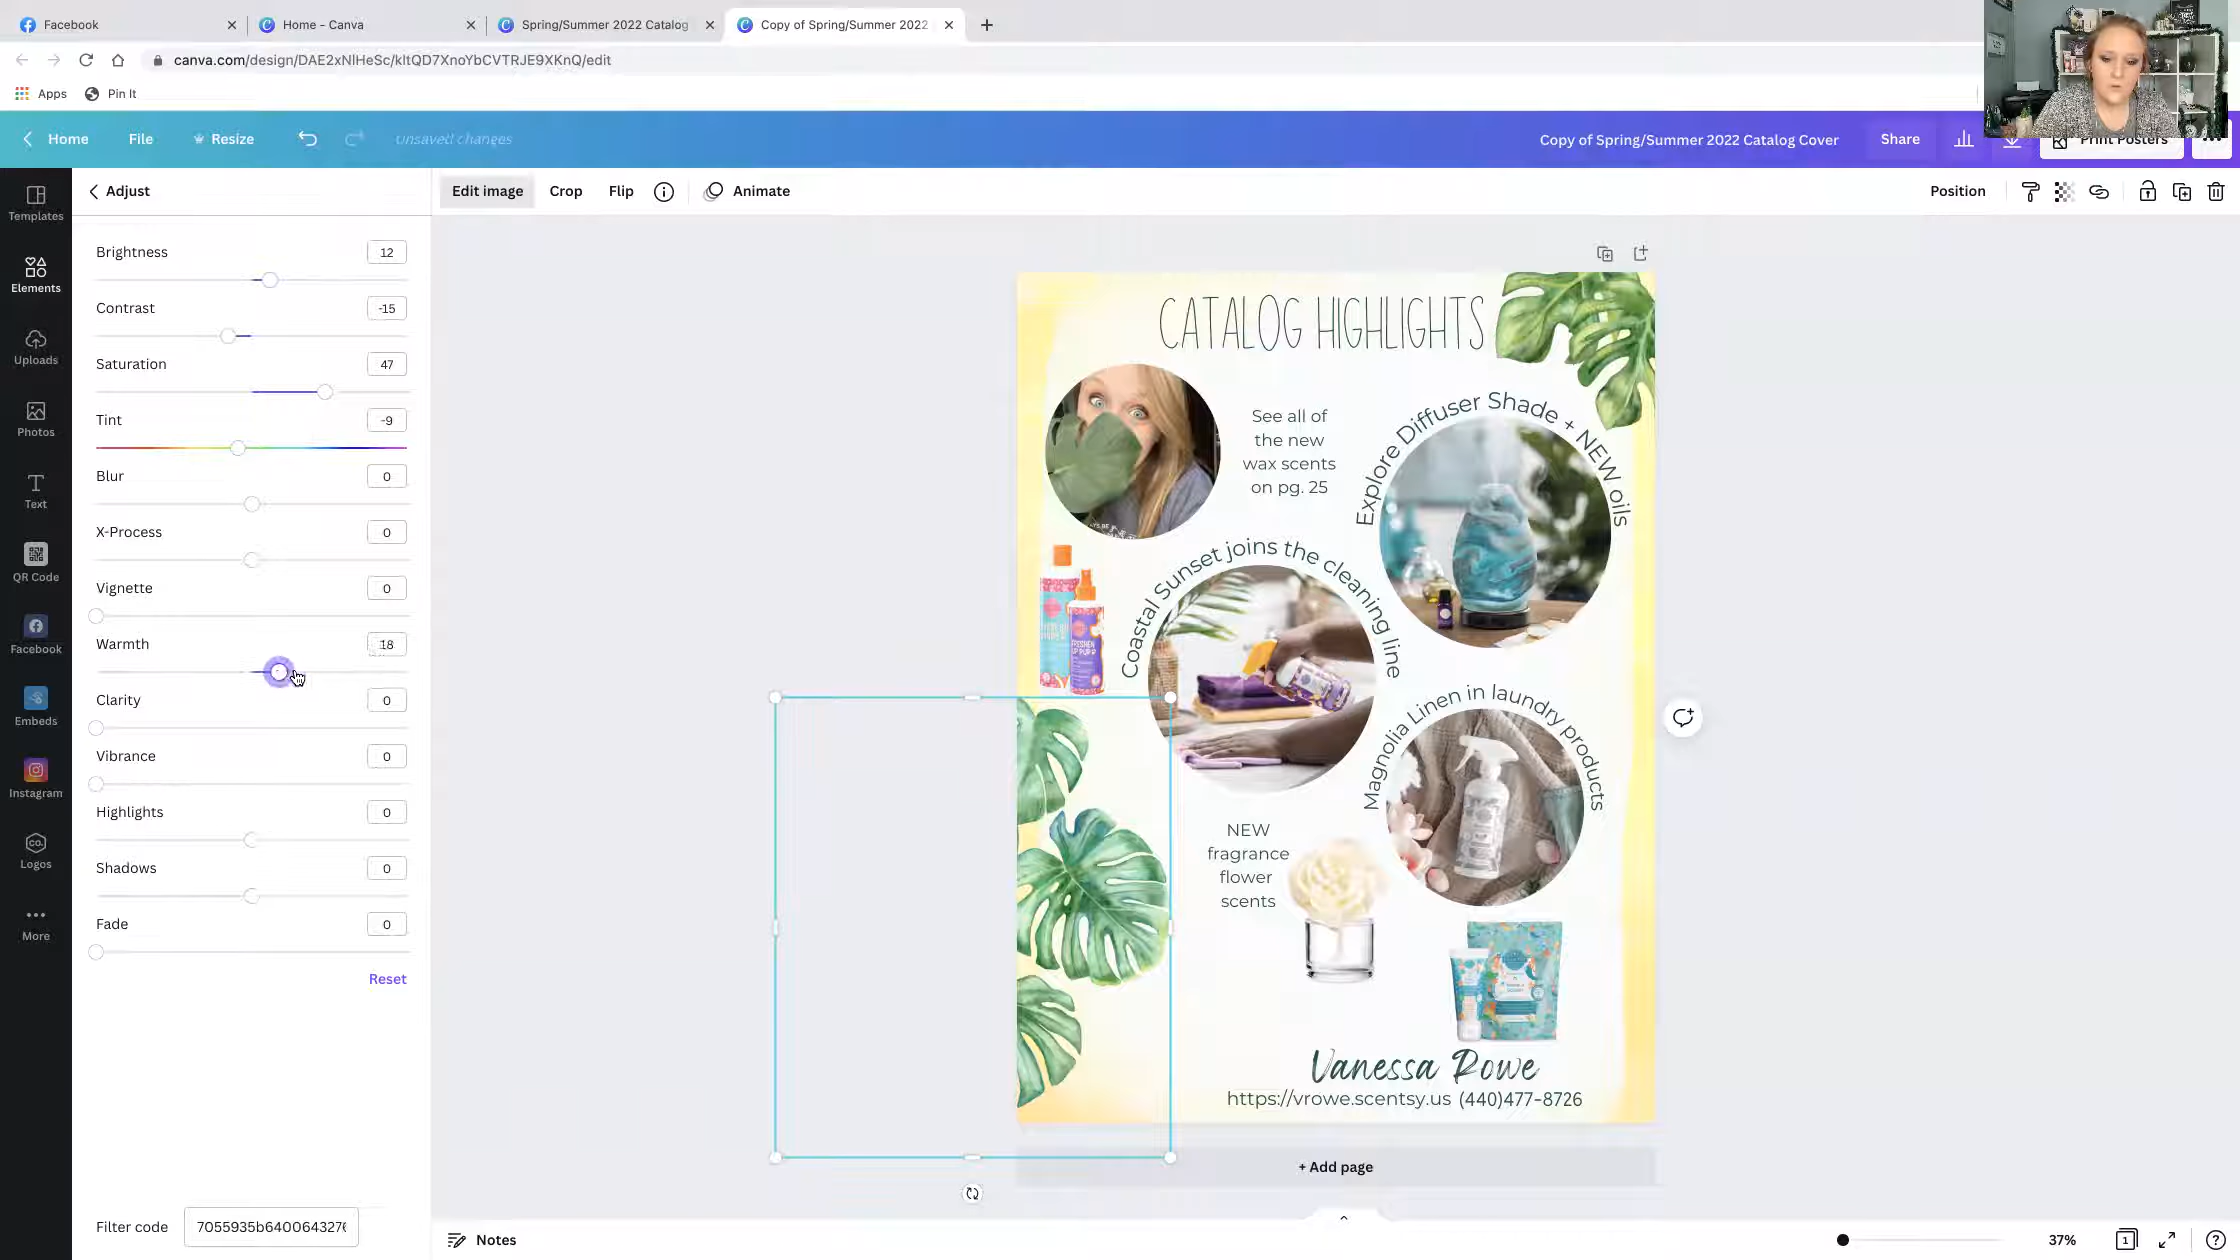 Facebook
Home - Canva
Spring/Summer 2022 Catalog
Copy of Spring/Summer 2022
canva.com/design/DAE2xNlHeSc/kltQD7XnoYbCVTRJE9XKnQ/edit
Apps
Pin It
Home
File
Resize
Unsaved changes
Copy of Spring/Summer 2022 Catalog Cover
Share
Print Posters
Templates
Elements
Uploads
Photos
Text
QR Code
Facebook
Embeds
Instagram
CO.
Logos
More
Adjust
Brightness 12
Contrast -15
Saturation 47
Tint -9
Blur 0
X-Process 0
Vignette 0
Warmth 18
Clarity 0
Vibrance 0
Highlights 0
Shadows 0
Fade 0
Reset
Filter code
Edit image
Crop
Flip
Animate
Position
CATALOG HIGHLIGHTS
See all of
the new
wax scents
on pg. 25
Explore Diffuser Shade + NEW oils
Coastal Sunset joins the cleaning line
Magnolia Linen in laundry products
NEW
fragrance
flower
scents
Vanessa Rowe
https://vrowe.scentsy.us (440)477-8726
+ Add page
Notes
37%
1